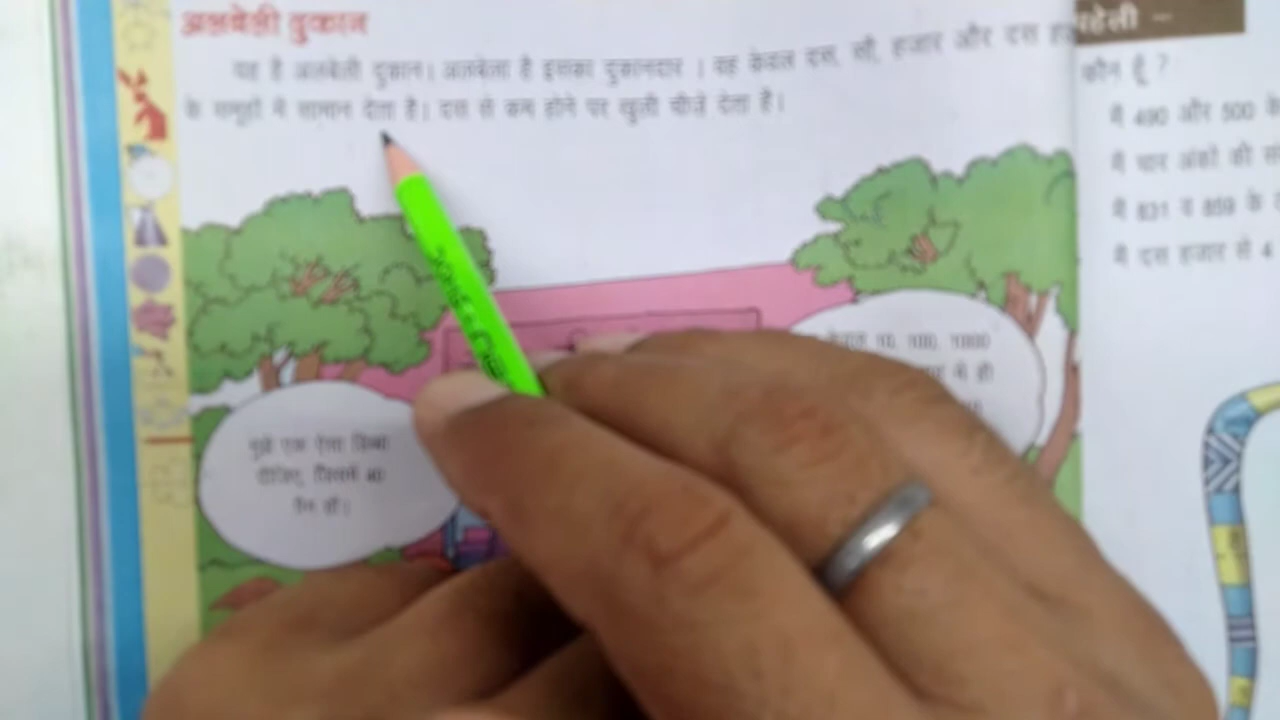 अलबेली दुकान
यह है अलबेली दुकान। अलबेला है इसका दुकानदार । वह केवल दस, सौ, हजार और दस
के समूहों में सामान देता है। दस से कम होने पर खुली चीज़ें देता है।
मुझे एक ऐसा डिब्बा
दीजिए, जिसमें 40
पेन हों।
केवल 10, 100, 1000
में ही
पहेली –
कौन हूँ ?
मैं 490 और 500 के
मैं चार अंकों की
मैं 831 व 859 के
मैं दस हजार से 4